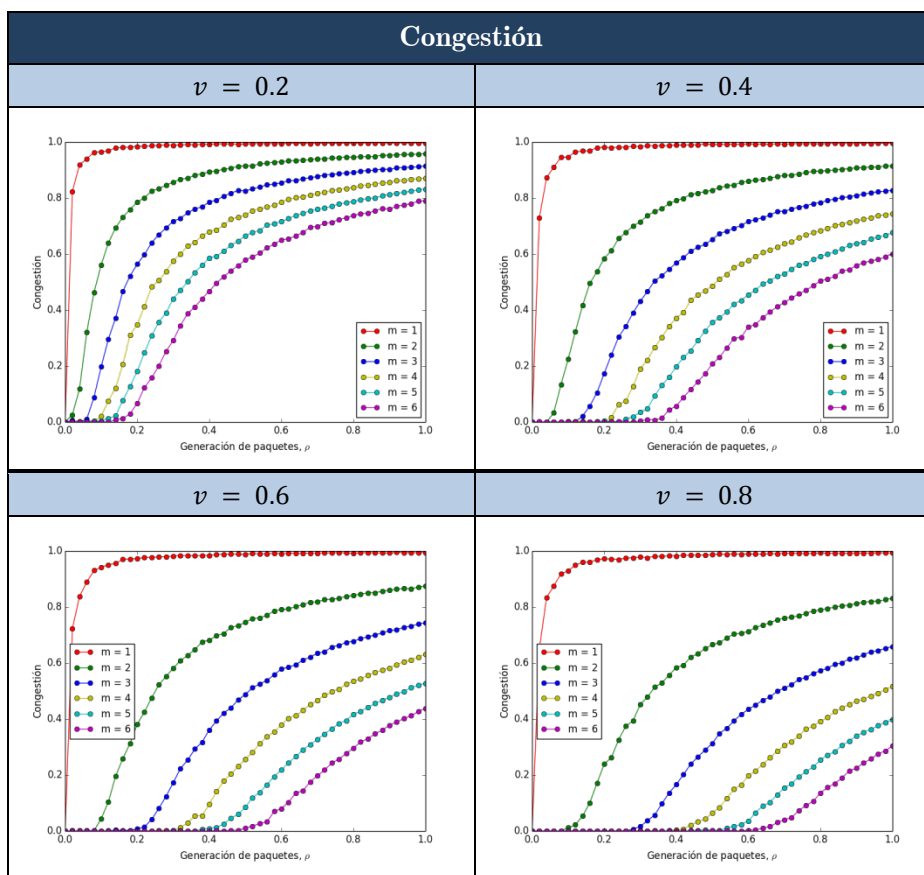 Congestión
v = 0.2
v = 0.4
1.0
0.8
0.6
0.4
0.2
0.0
Congestión
m = 1
m = 2
m = 3
m = 4
m = 5
m = 6
0.0 0.2 0.4 0.6 0.8 1.0
Generación de paquetes, ρ
1.0
0.8
0.6
0.4
0.2
0.0
Congestión
m = 1
m = 2
m = 3
m = 4
m = 5
m = 6
0.0 0.2 0.4 0.6 0.8 1.0
Generación de paquetes, ρ
v = 0.6
v = 0.8
1.0
0.8
0.6
0.4
0.2
0.0
Congestión
m = 1
m = 2
m = 3
m = 4
m = 5
m = 6
0.0 0.2 0.4 0.6 0.8 1.0
Generación de paquetes, ρ
1.0
0.8
0.6
0.4
0.2
0.0
Congestión
m = 1
m = 2
m = 3
m = 4
m = 5
m = 6
0.0 0.2 0.4 0.6 0.8 1.0
Generación de paquetes, ρ